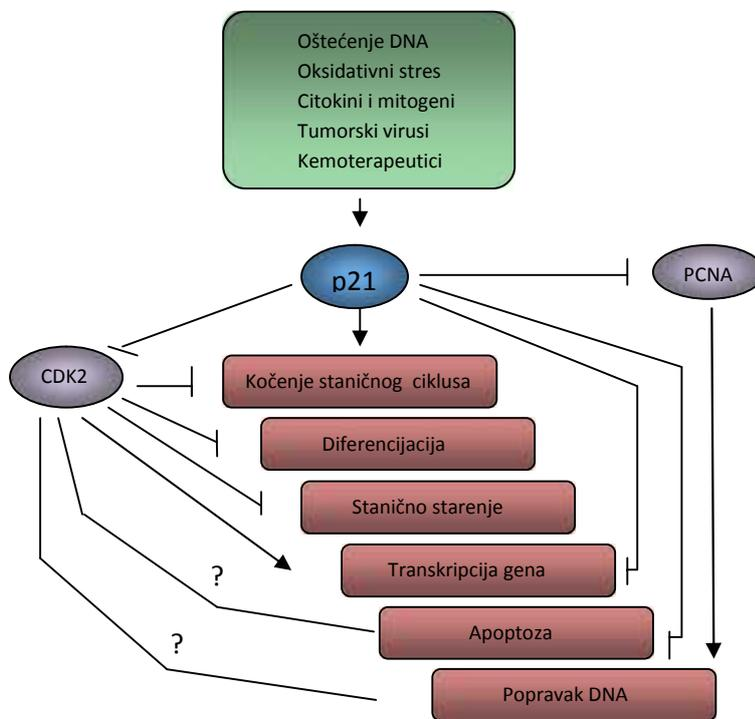 Oštećenje DNA
Oksidativni stres
Citokini i mitogeni
Tumorski virusi
Kemoterapeutici
p21
PCNA
CDK2
Kočenje staničnog ciklusa
Diferencijacija
Stanično starenje
Transkripcija gena
?
Apoptoza
?
Popravak DNA